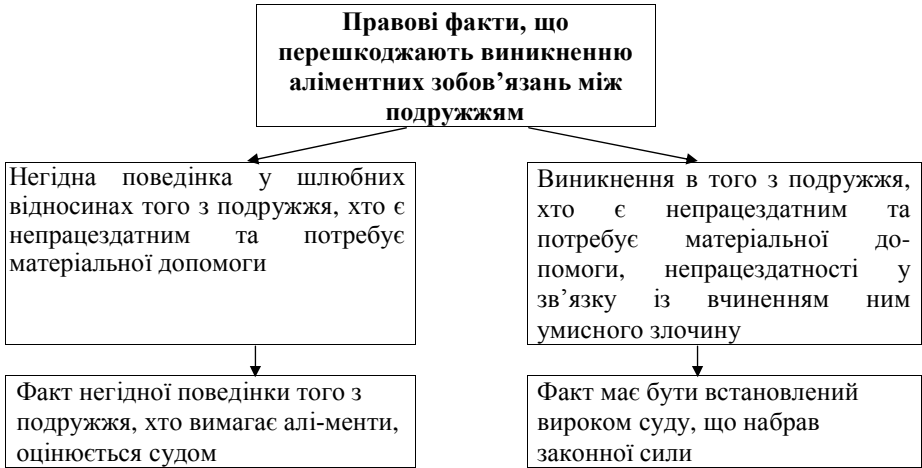 Правові факти, що
перешкоджають виникненню
аліментних зобов’язань між
подружжям
Негідна поведінка у шлюбних
відносинах того з подружжя, хто є
непрацездатним та потребує
матеріальної допомоги
Виникнення в того з подружжя,
хто є непрацездатним та
потребує матеріальної до-
помоги, непрацездатності у
зв’язку із вчиненням ним
умисного злочину
Факт негідної поведінки того з
подружжя, хто вимагає алі-менти,
оцінюється судом
Факт має бути встановлений
вироком суду, що набрав
законної сили